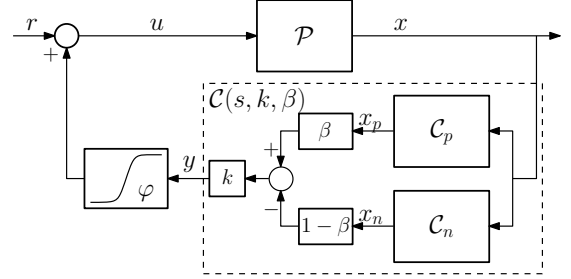 r
u
𝒫
x
+
𝒞(s, k, β)
β
x_p
𝒞_p
+
y
k
φ
−
1 − β
x_n
𝒞_n